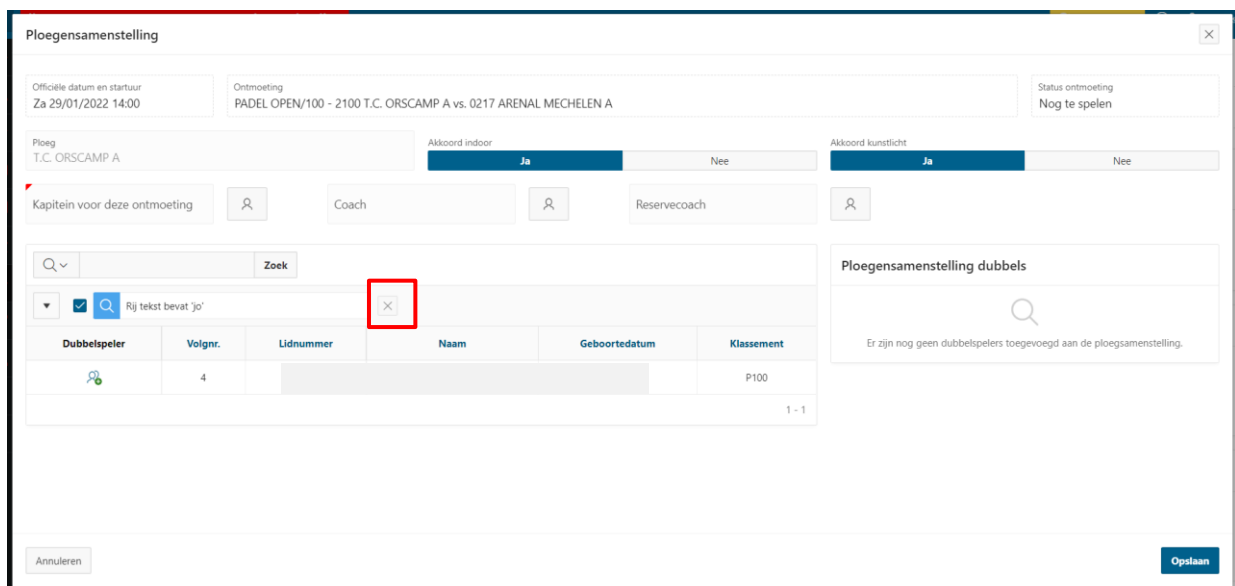 Ploegensamenstelling
Officiële datum en startuur
Za 29/01/2022 14:00
Ontmoeting
PADEL OPEN/100 - 2100 T.C. ORSCAMP A vs. 0217 ARENAL MECHELEN A
Status ontmoeting
Nog te spelen
Ploeg
T.C. ORSCAMP A
Akkoord indoor
Ja Nee
Akkoord kunstlicht
Ja Nee
Kapitein voor deze ontmoeting Coach Reservecoach
Zoek
Rij tekst bevat 'jo'
Dubbelspeler Volgnr. Lidnummer Naam Geboortedatum Klassement
4 P100
1 - 1
Ploegensamenstelling dubbels
Er zijn nog geen dubbelspelers toegevoegd aan de ploegsamenstelling.
Annuleren Opslaan